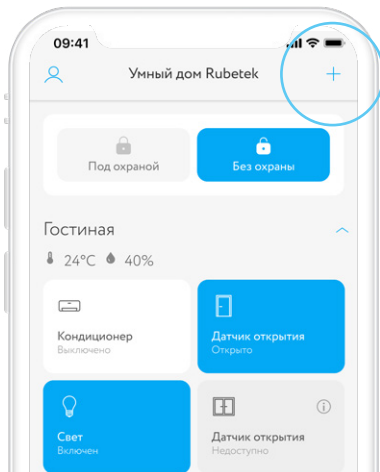 09:41
Умный дом Rubetek
Под охраной
Без охраны
Гостиная
24°C 40%
Кондиционер
Выключено
Датчик открытия
Открыто
Свет
Включен
Датчик открытия
Недоступно